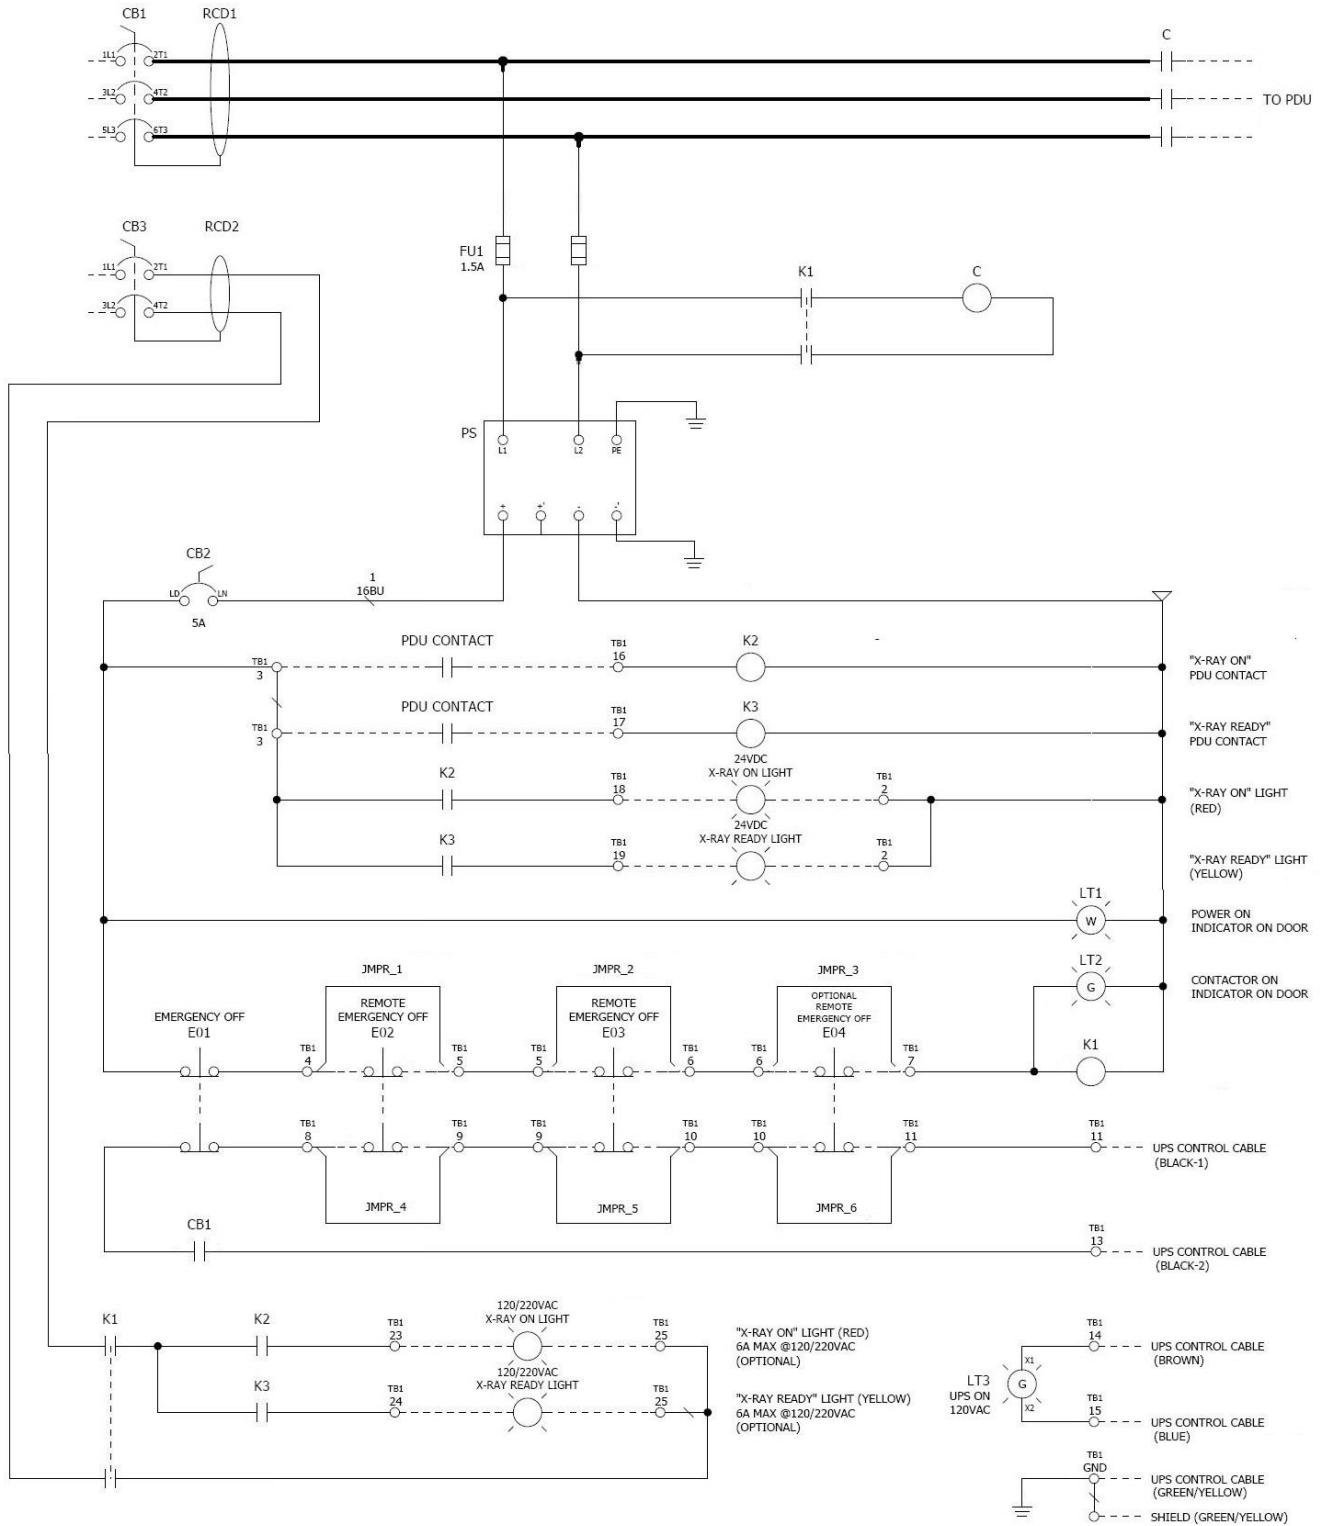 CB1
RCD1
C
1L1
2T1
3L2
4T2
TO PDU
5L3
6T3
CB3
RCD2
FU1
1.5A
K1
C
1L1
2T1
3L2
4T2
PS
L1
L2
PE
+
+'
-
-'
CB2
LD
LN
5A
1
16BU
PDU CONTACT
TB1
16
K2
-
TB1
3
"X-RAY ON"
PDU CONTACT
PDU CONTACT
TB1
17
K3
TB1
3
"X-RAY READY"
PDU CONTACT
K2
TB1
18
24VDC
X-RAY ON LIGHT
TB1
2
"X-RAY ON" LIGHT
(RED)
K3
TB1
19
24VDC
X-RAY READY LIGHT
TB1
2
"X-RAY READY" LIGHT
(YELLOW)
LT1
W
POWER ON
INDICATOR ON DOOR
LT2
G
CONTACTOR ON
INDICATOR ON DOOR
JMPR_1
JMPR_2
JMPR_3
EMERGENCY OFF
E01
REMOTE
EMERGENCY OFF
E02
REMOTE
EMERGENCY OFF
E03
OPTIONAL
REMOTE
EMERGENCY OFF
E04
TB1
4
TB1
5
TB1
5
TB1
6
TB1
6
TB1
7
K1
TB1
8
TB1
9
TB1
9
TB1
10
TB1
10
TB1
11
TB1
11
UPS CONTROL CABLE
(BLACK-1)
JMPR_4
JMPR_5
JMPR_6
CB1
TB1
13
UPS CONTROL CABLE
(BLACK-2)
K1
K2
TB1
23
120/220VAC
X-RAY ON LIGHT
TB1
25
"X-RAY ON" LIGHT (RED)
6A MAX @120/220VAC
(OPTIONAL)
K3
TB1
24
120/220VAC
X-RAY READY LIGHT
TB1
25
"X-RAY READY" LIGHT (YELLOW)
6A MAX @120/220VAC
(OPTIONAL)
TB1
14
UPS CONTROL CABLE
(BROWN)
X1
LT3
UPS ON
120VAC
G
X2
TB1
15
UPS CONTROL CABLE
(BLUE)
TB1
GND
UPS CONTROL CABLE
(GREEN/YELLOW)
SHIELD (GREEN/YELLOW)